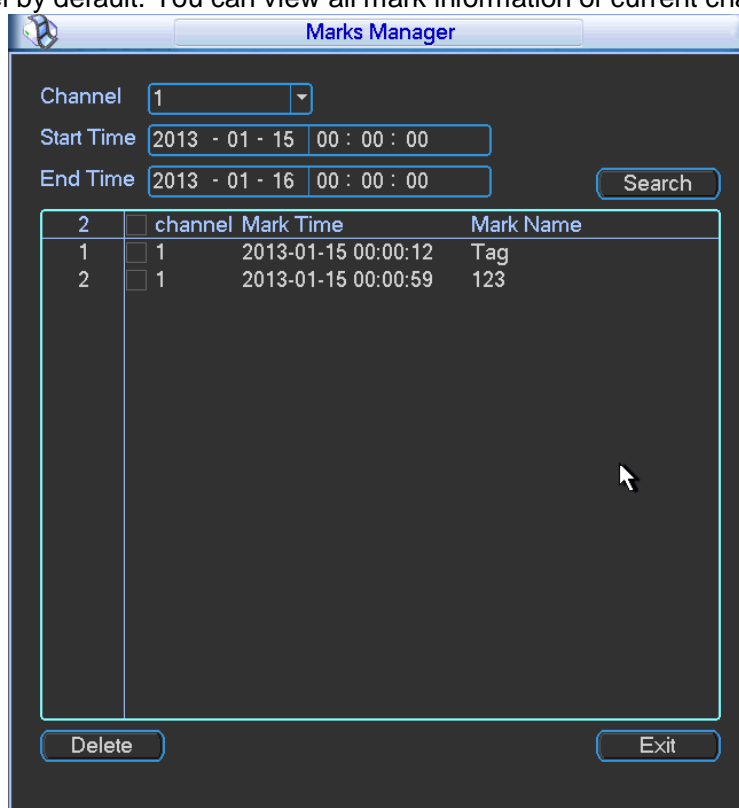 by default. You can view all mark information of current
Marks Manager
Channel 1
Start Time 2013 - 01 - 15 00 : 00 : 00
End Time 2013 - 01 - 16 00 : 00 : 00
Search
2 channel Mark Time Mark Name
1 1 2013-01-15 00:00:12 Tag
2 1 2013-01-15 00:00:59 123
Delete Exit